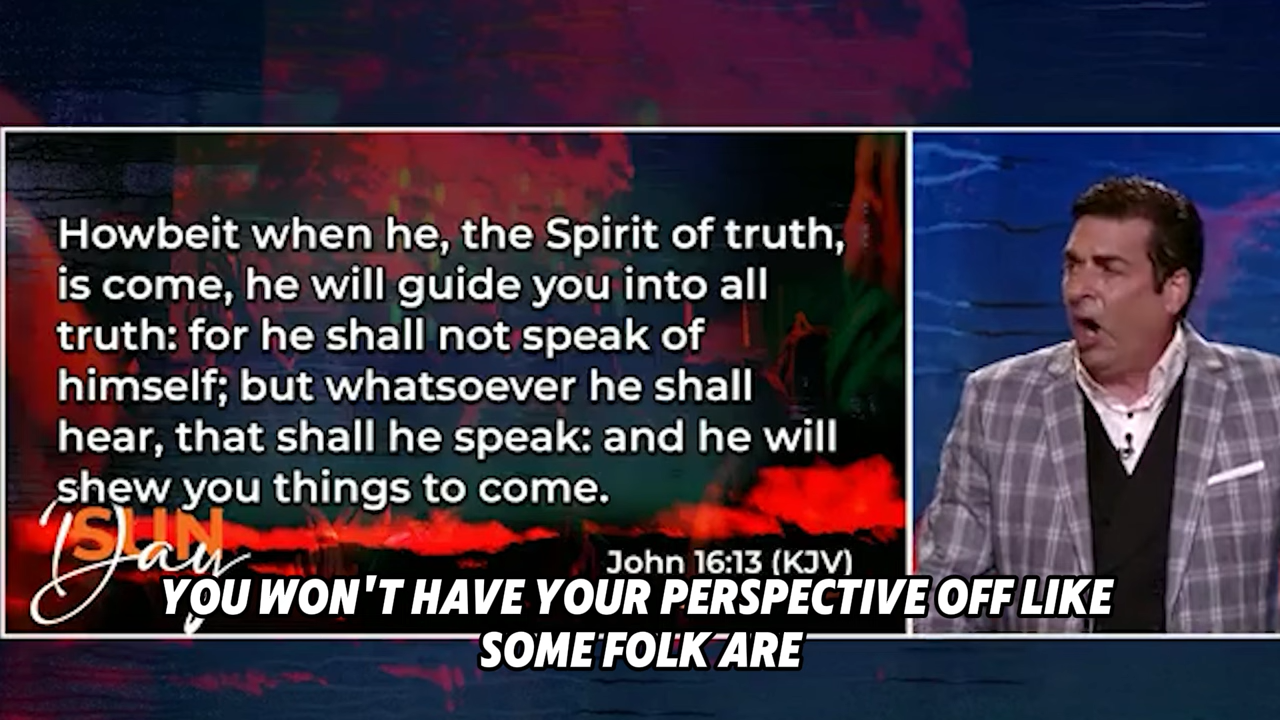 Howbeit when he, the Spirit of truth,
is come, he will guide you into all
truth: for he shall not speak of
himself; but whatsoever he shall
hear, that shall he speak: and he will
shew you things to come.
SUN
Day
John 16:13 (KJV)
YOU WON'T HAVE YOUR PERSPECTIVE OFF LIKE
SOME FOLK ARE